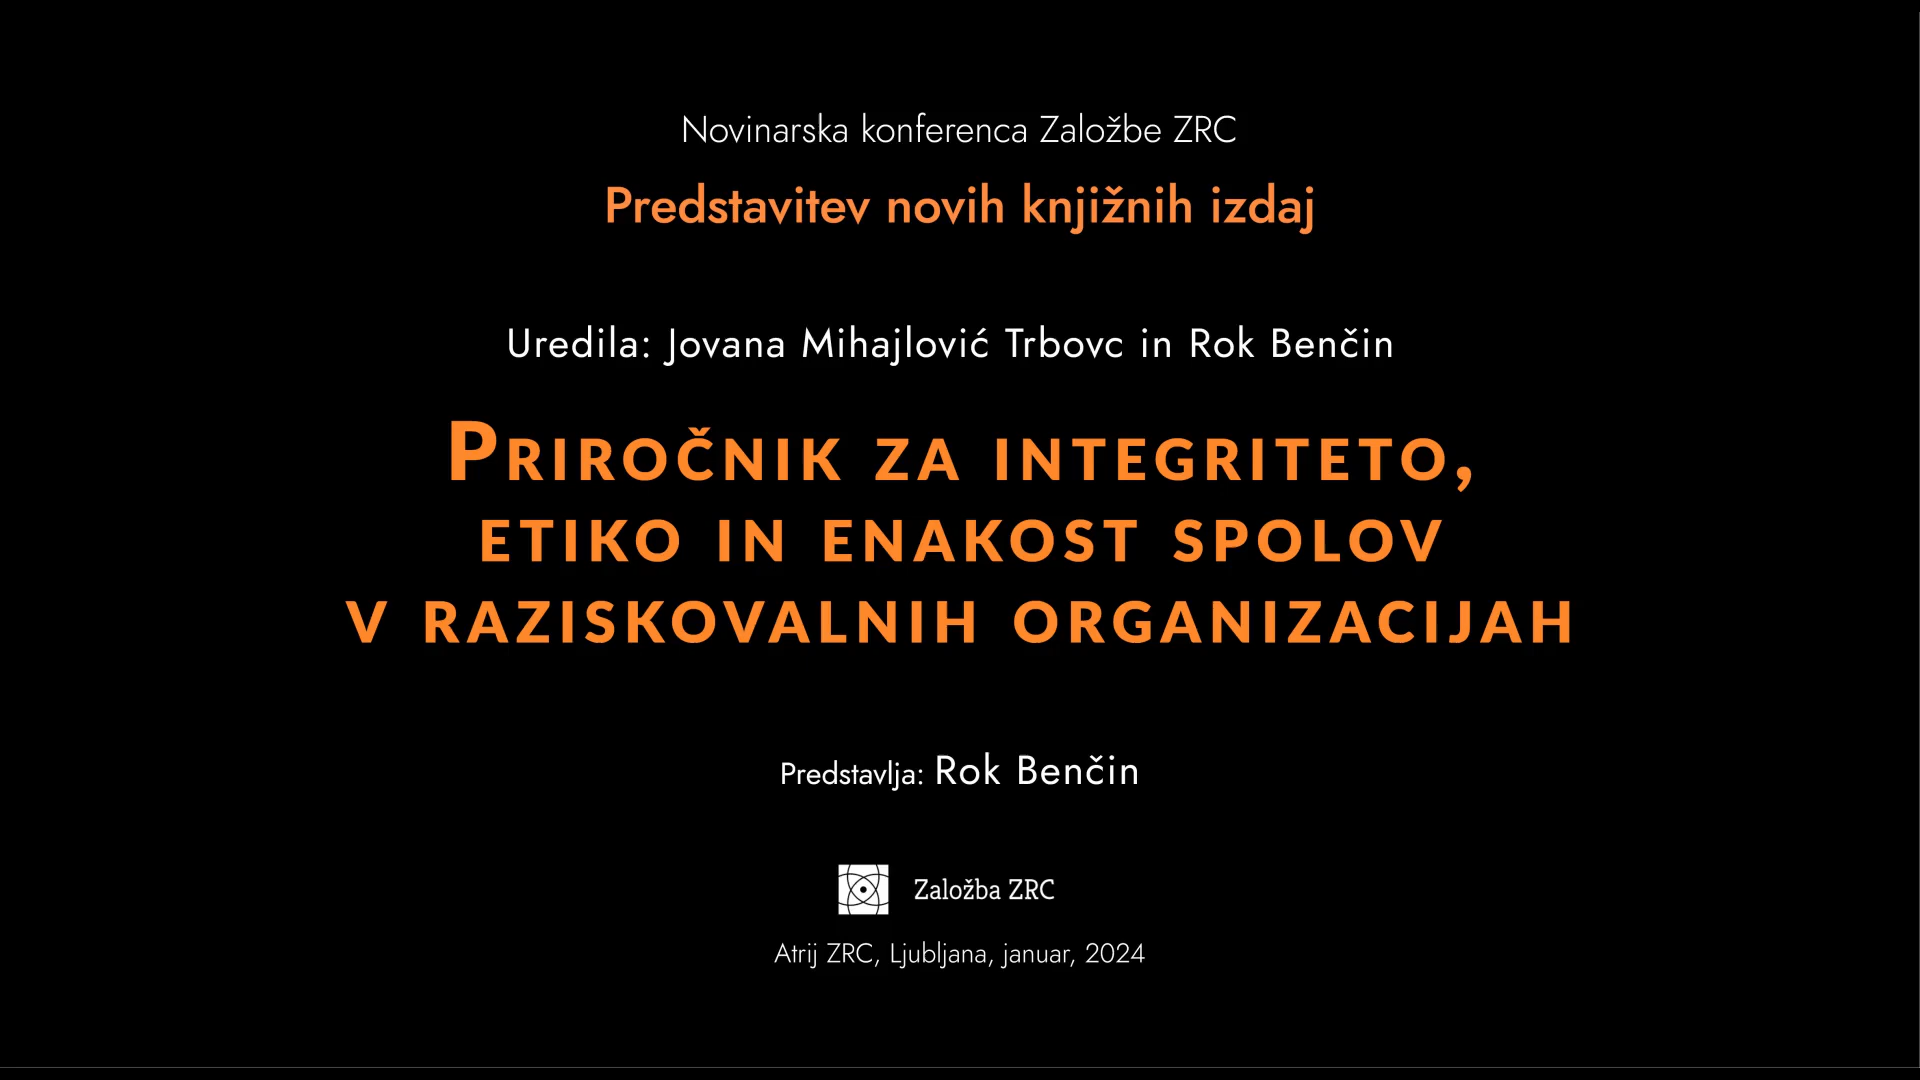 Novinarska konferenca Založbe ZRC
Predstavitev novih knjižnih izdaj
Uredila: Jovana Mihajlović Trbovc in Rok Benčin
Priročnik za integriteto,
etiko in enakost spolov
v raziskovalnih organizacijah
Predstavlja: Rok Benčin
Založba ZRC
Atrij ZRC, Ljubljana, januar, 2024